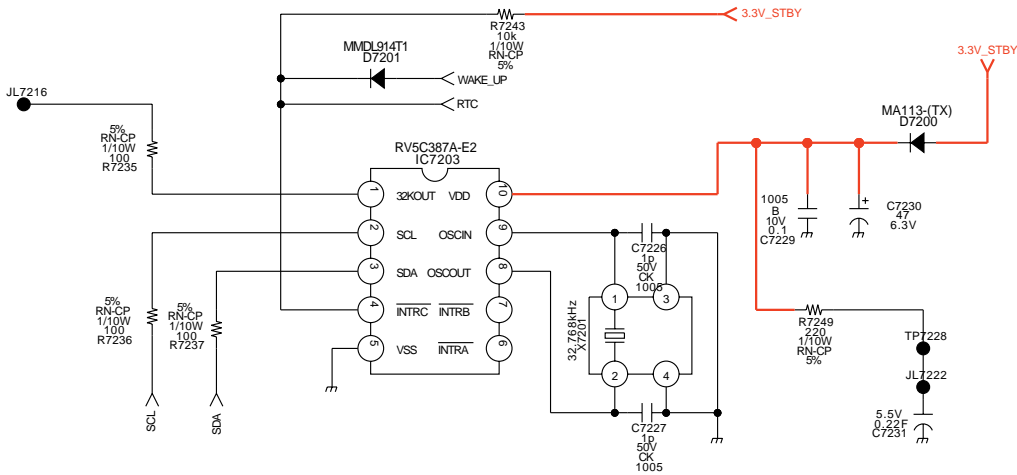 3.3V_STBY
R7243
10k
1/10W
RN-CP
5%
3.3V_STBY
MMDL914T1
D7201
WAKE_UP
RTC
JL7216
MA113-(TX)
D7200
5%
RN-CP
1/10W
100
R7235
RV5C387A-E2
IC7203
1 32KOUT VDD 10
2 SCL OSCIN 9
3 SDA OSCOUT 8
4 INTRC INTRB 7
5 VSS INTRA 6
1005
B
10V
0.1
C7229
+
C7230
47
6.3V
C7226
1p
50V
CK
1005
5%
RN-CP
1/10W
100
R7236
5%
RN-CP
1/10W
100
R7237
1 3
32.768kHz
X7201
2 4
R7249
220
1/10W
RN-CP
5%
TP7228
JL7222
SCL
SDA
C7227
1p
50V
CK
1005
5.5V
0.22F
C7231